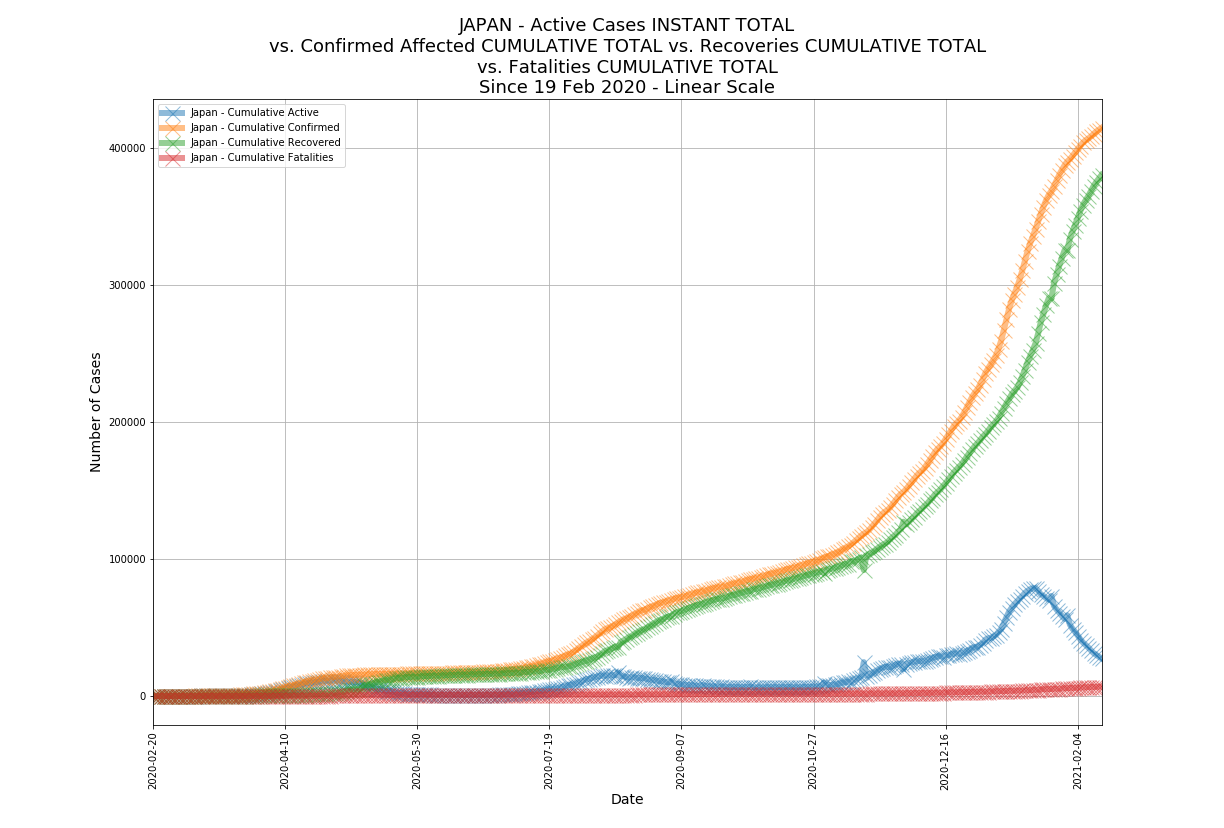 JAPAN - Active Cases INSTANT TOTAL
vs. Confirmed Affected CUMULATIVE TOTAL vs. Recoveries CUMULATIVE TOTAL
vs. Fatalities CUMULATIVE TOTAL
Since 19 Feb 2020 - Linear Scale
Japan - Cumulative Active
Japan - Cumulative Confirmed
Japan - Cumulative Recovered
Japan - Cumulative Fatalities
400000
300000
200000
100000
0
Number of Cases
2020-02-20
2020-04-10
2020-05-30
2020-07-19
2020-09-07
2020-10-27
2020-12-16
2021-02-04
Date